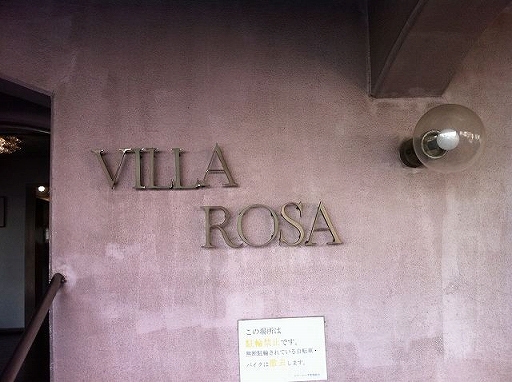 VILLA
ROSA
この場所は
駐輪禁止です。
無断駐輪されている自転車・
バイクは撤去します。